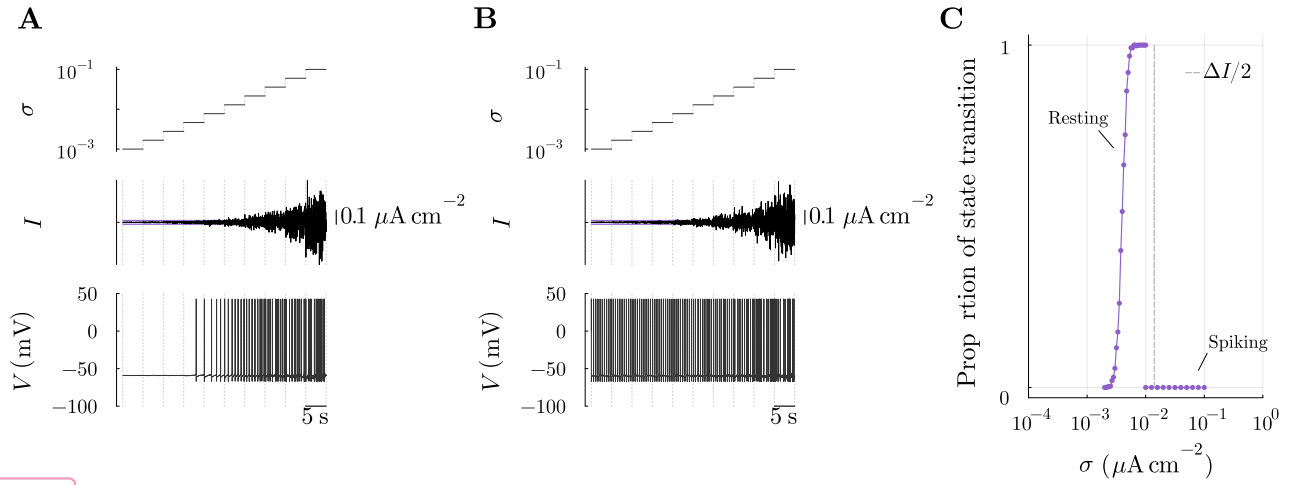 A
σ
10⁻¹
10⁻³
I
0.1 μA cm⁻²
V (mV)
50
0
−50
−100
5 s
B
σ
10⁻¹
10⁻³
I
0.1 μA cm⁻²
V (mV)
50
0
−50
−100
5 s
C
Prop rtion of state transition
1
0
ΔI/2
Resting
Spiking
10⁻⁴ 10⁻³ 10⁻² 10⁻¹ 10⁰
σ (μA cm⁻²)